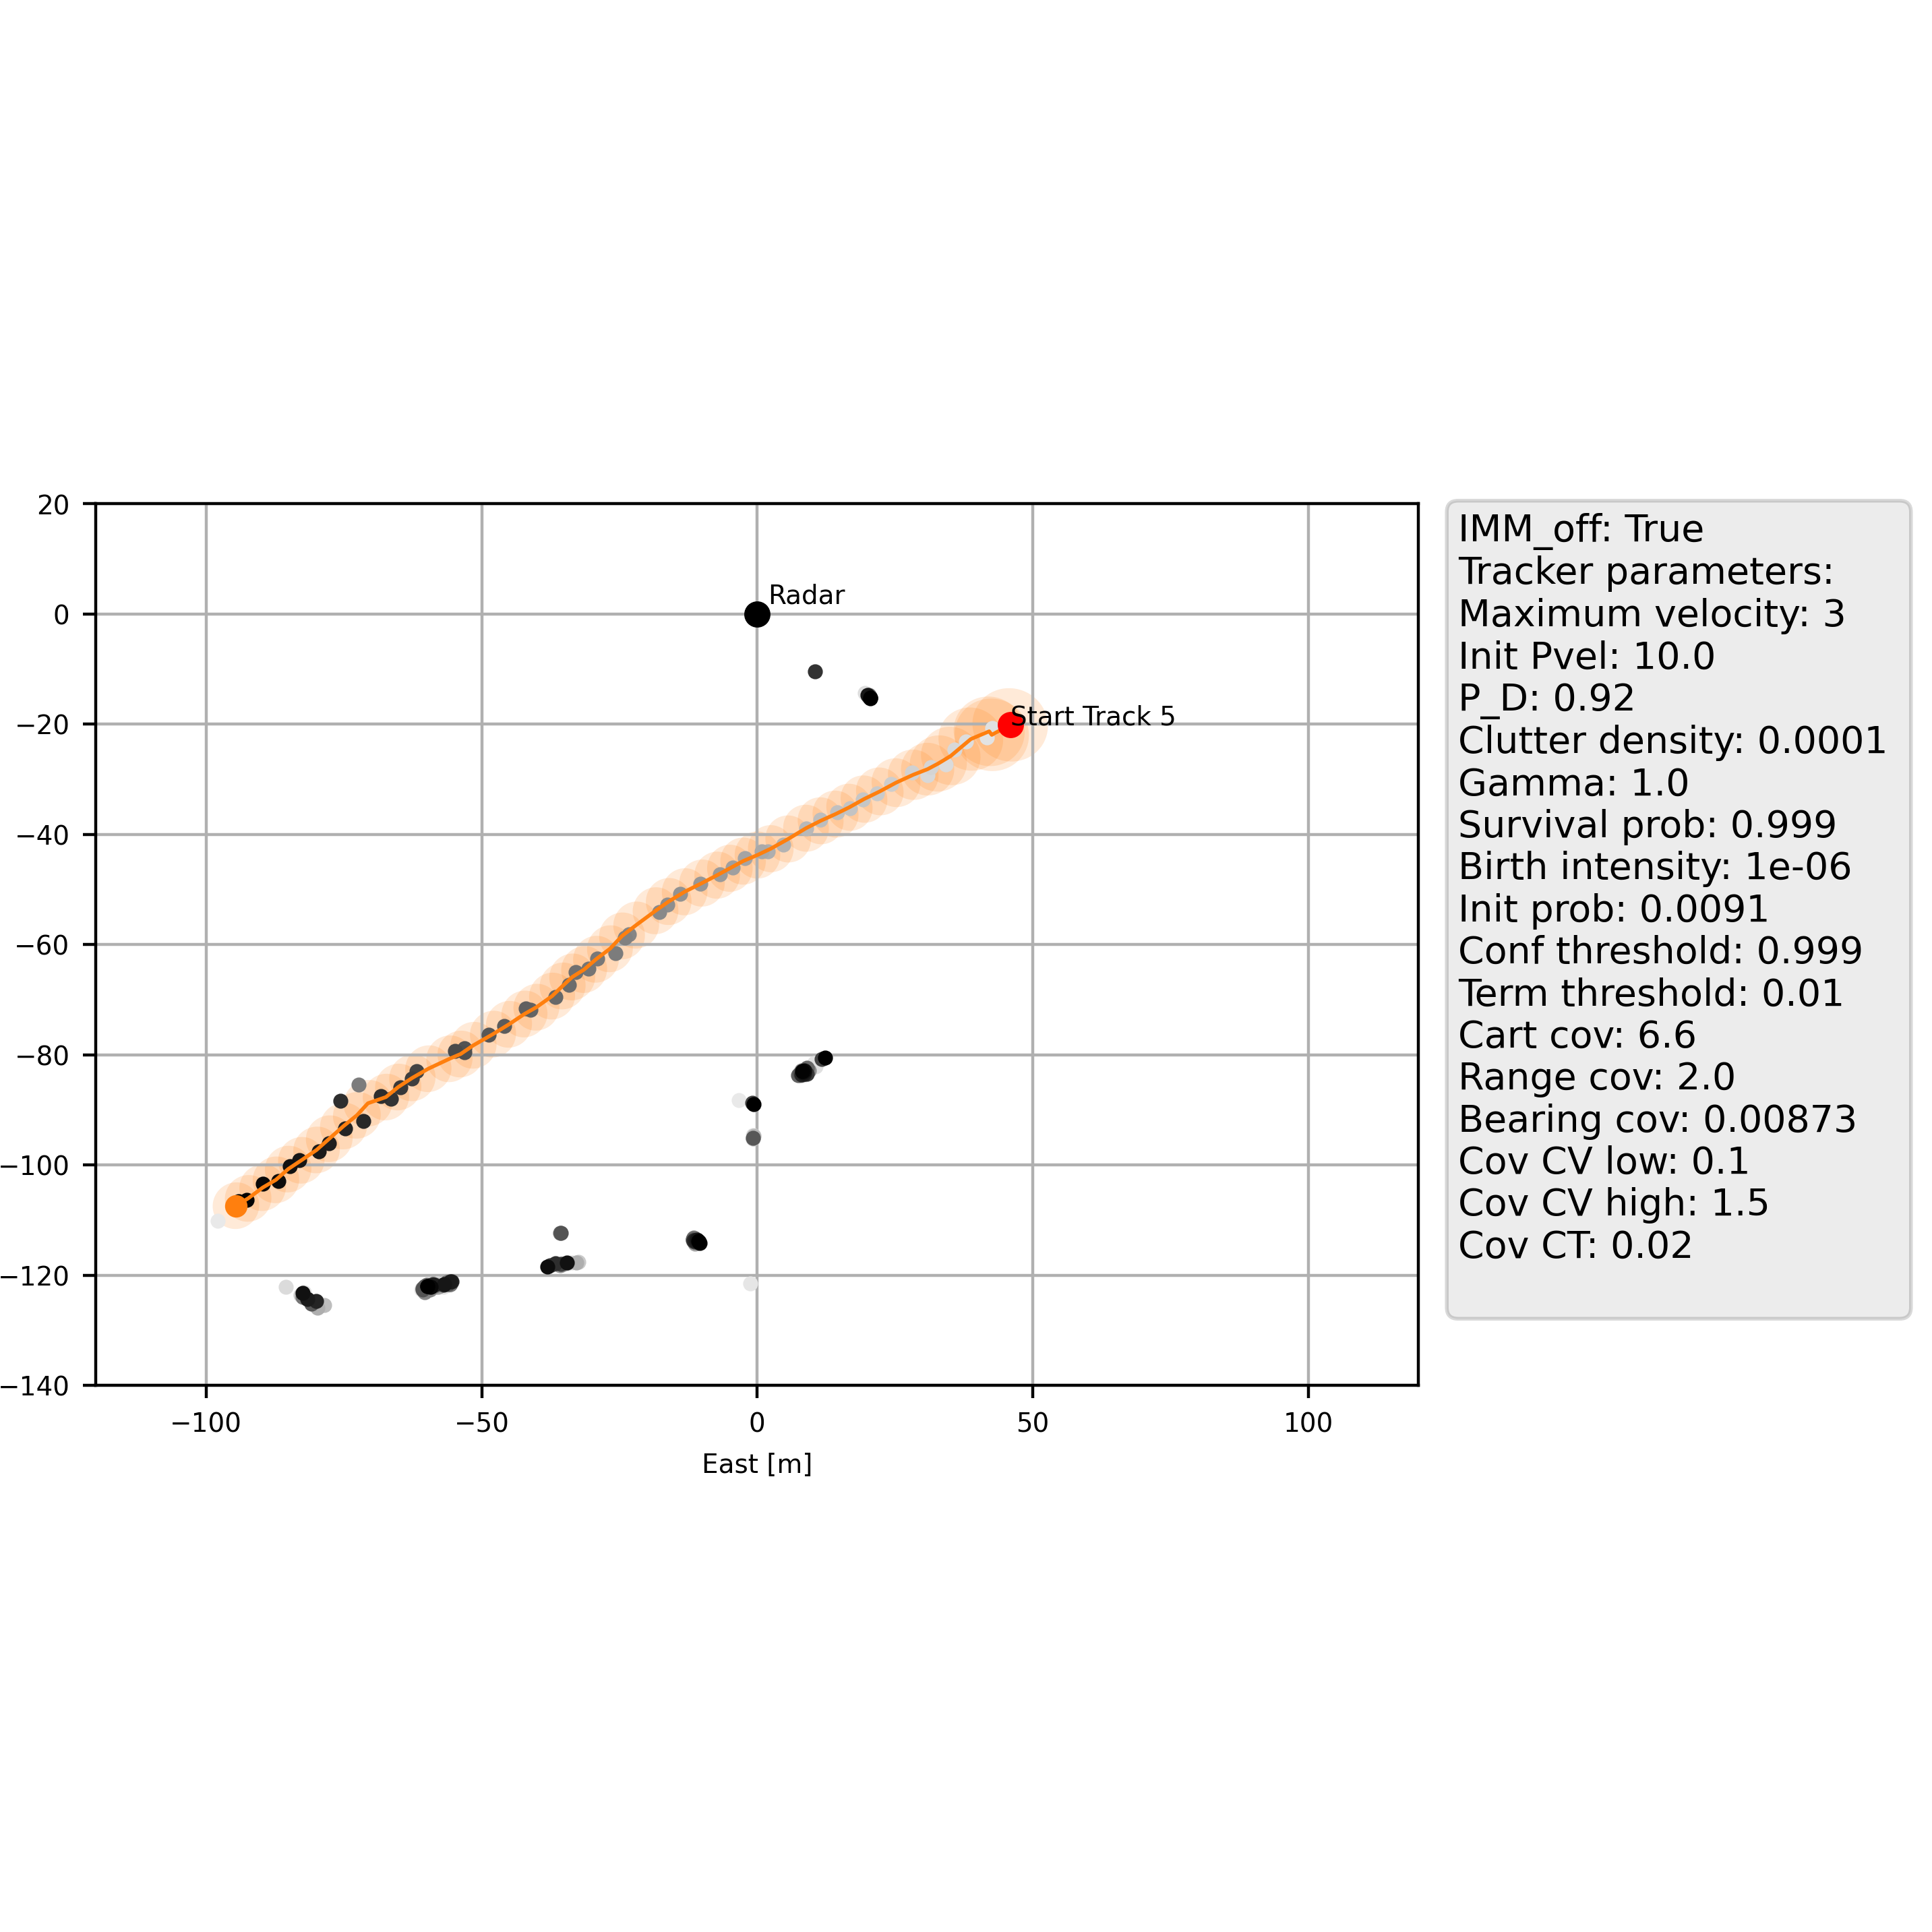 20
0
−20
−40
−60
−80
−100
−120
−140
−100
−50
0
50
100
East [m]
Radar
Start Track 5
IMM_off: True
Tracker parameters:
Maximum velocity: 3
Init Pvel: 10.0
P_D: 0.92
Clutter density: 0.0001
Gamma: 1.0
Survival prob: 0.999
Birth intensity: 1e-06
Init prob: 0.0091
Conf threshold: 0.999
Term threshold: 0.01
Cart cov: 6.6
Range cov: 2.0
Bearing cov: 0.00873
Cov CV low: 0.1
Cov CV high: 1.5
Cov CT: 0.02